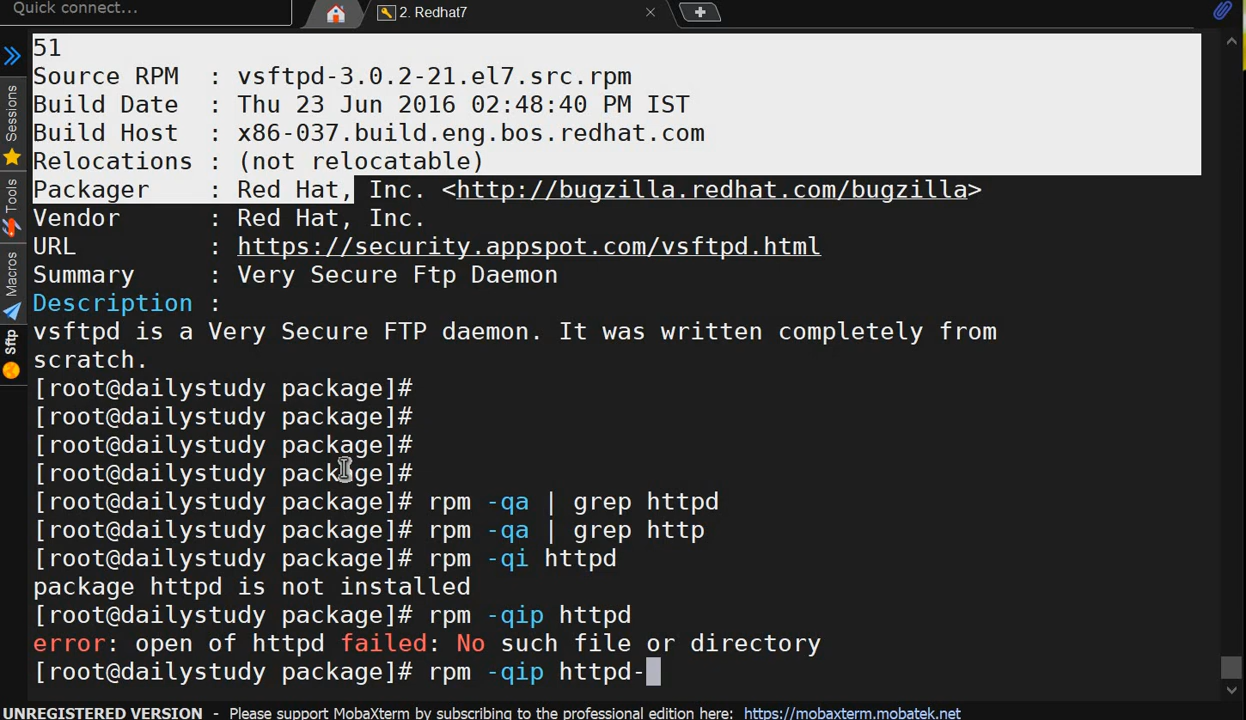 Quick connect...
2. Redhat7
Sessions
Tools
Macros
Sftp
51
Source RPM  : vsftpd-3.0.2-21.el7.src.rpm
Build Date  : Thu 23 Jun 2016 02:48:40 PM IST
Build Host  : x86-037.build.eng.bos.redhat.com
Relocations : (not relocatable)
Packager    : Red Hat, Inc. <http://bugzilla.redhat.com/bugzilla>
Vendor      : Red Hat, Inc.
URL         : https://security.appspot.com/vsftpd.html
Summary     : Very Secure Ftp Daemon
Description :
vsftpd is a Very Secure FTP daemon. It was written completely from
scratch.
[root@dailystudy package]#
[root@dailystudy package]#
[root@dailystudy package]#
[root@dailystudy package]#
[root@dailystudy package]# rpm -qa | grep httpd
[root@dailystudy package]# rpm -qa | grep http
[root@dailystudy package]# rpm -qi httpd
package httpd is not installed
[root@dailystudy package]# rpm -qip httpd
error: open of httpd failed: No such file or directory
[root@dailystudy package]# rpm -qip httpd-
UNREGISTERED VERSION - Please support MobaXterm by subscribing to the professional edition here: https://mobaxterm.mobatek.net